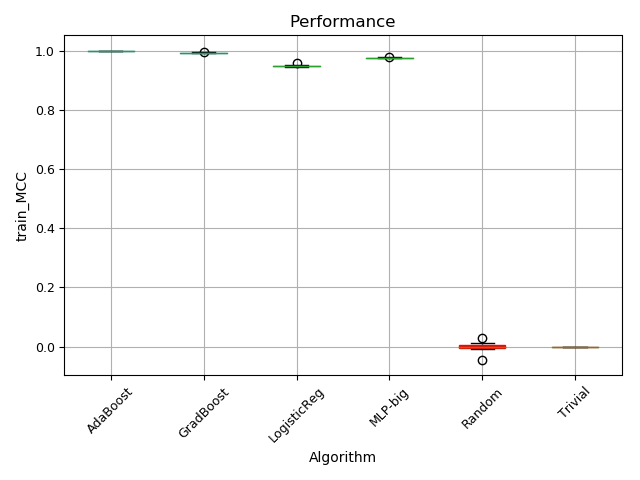 Performance
1.0
0.8
0.6
0.4
0.2
0.0
train_MCC
AdaBoost
GradBoost
LogisticReg
MLP-big
Random
Trivial
Algorithm